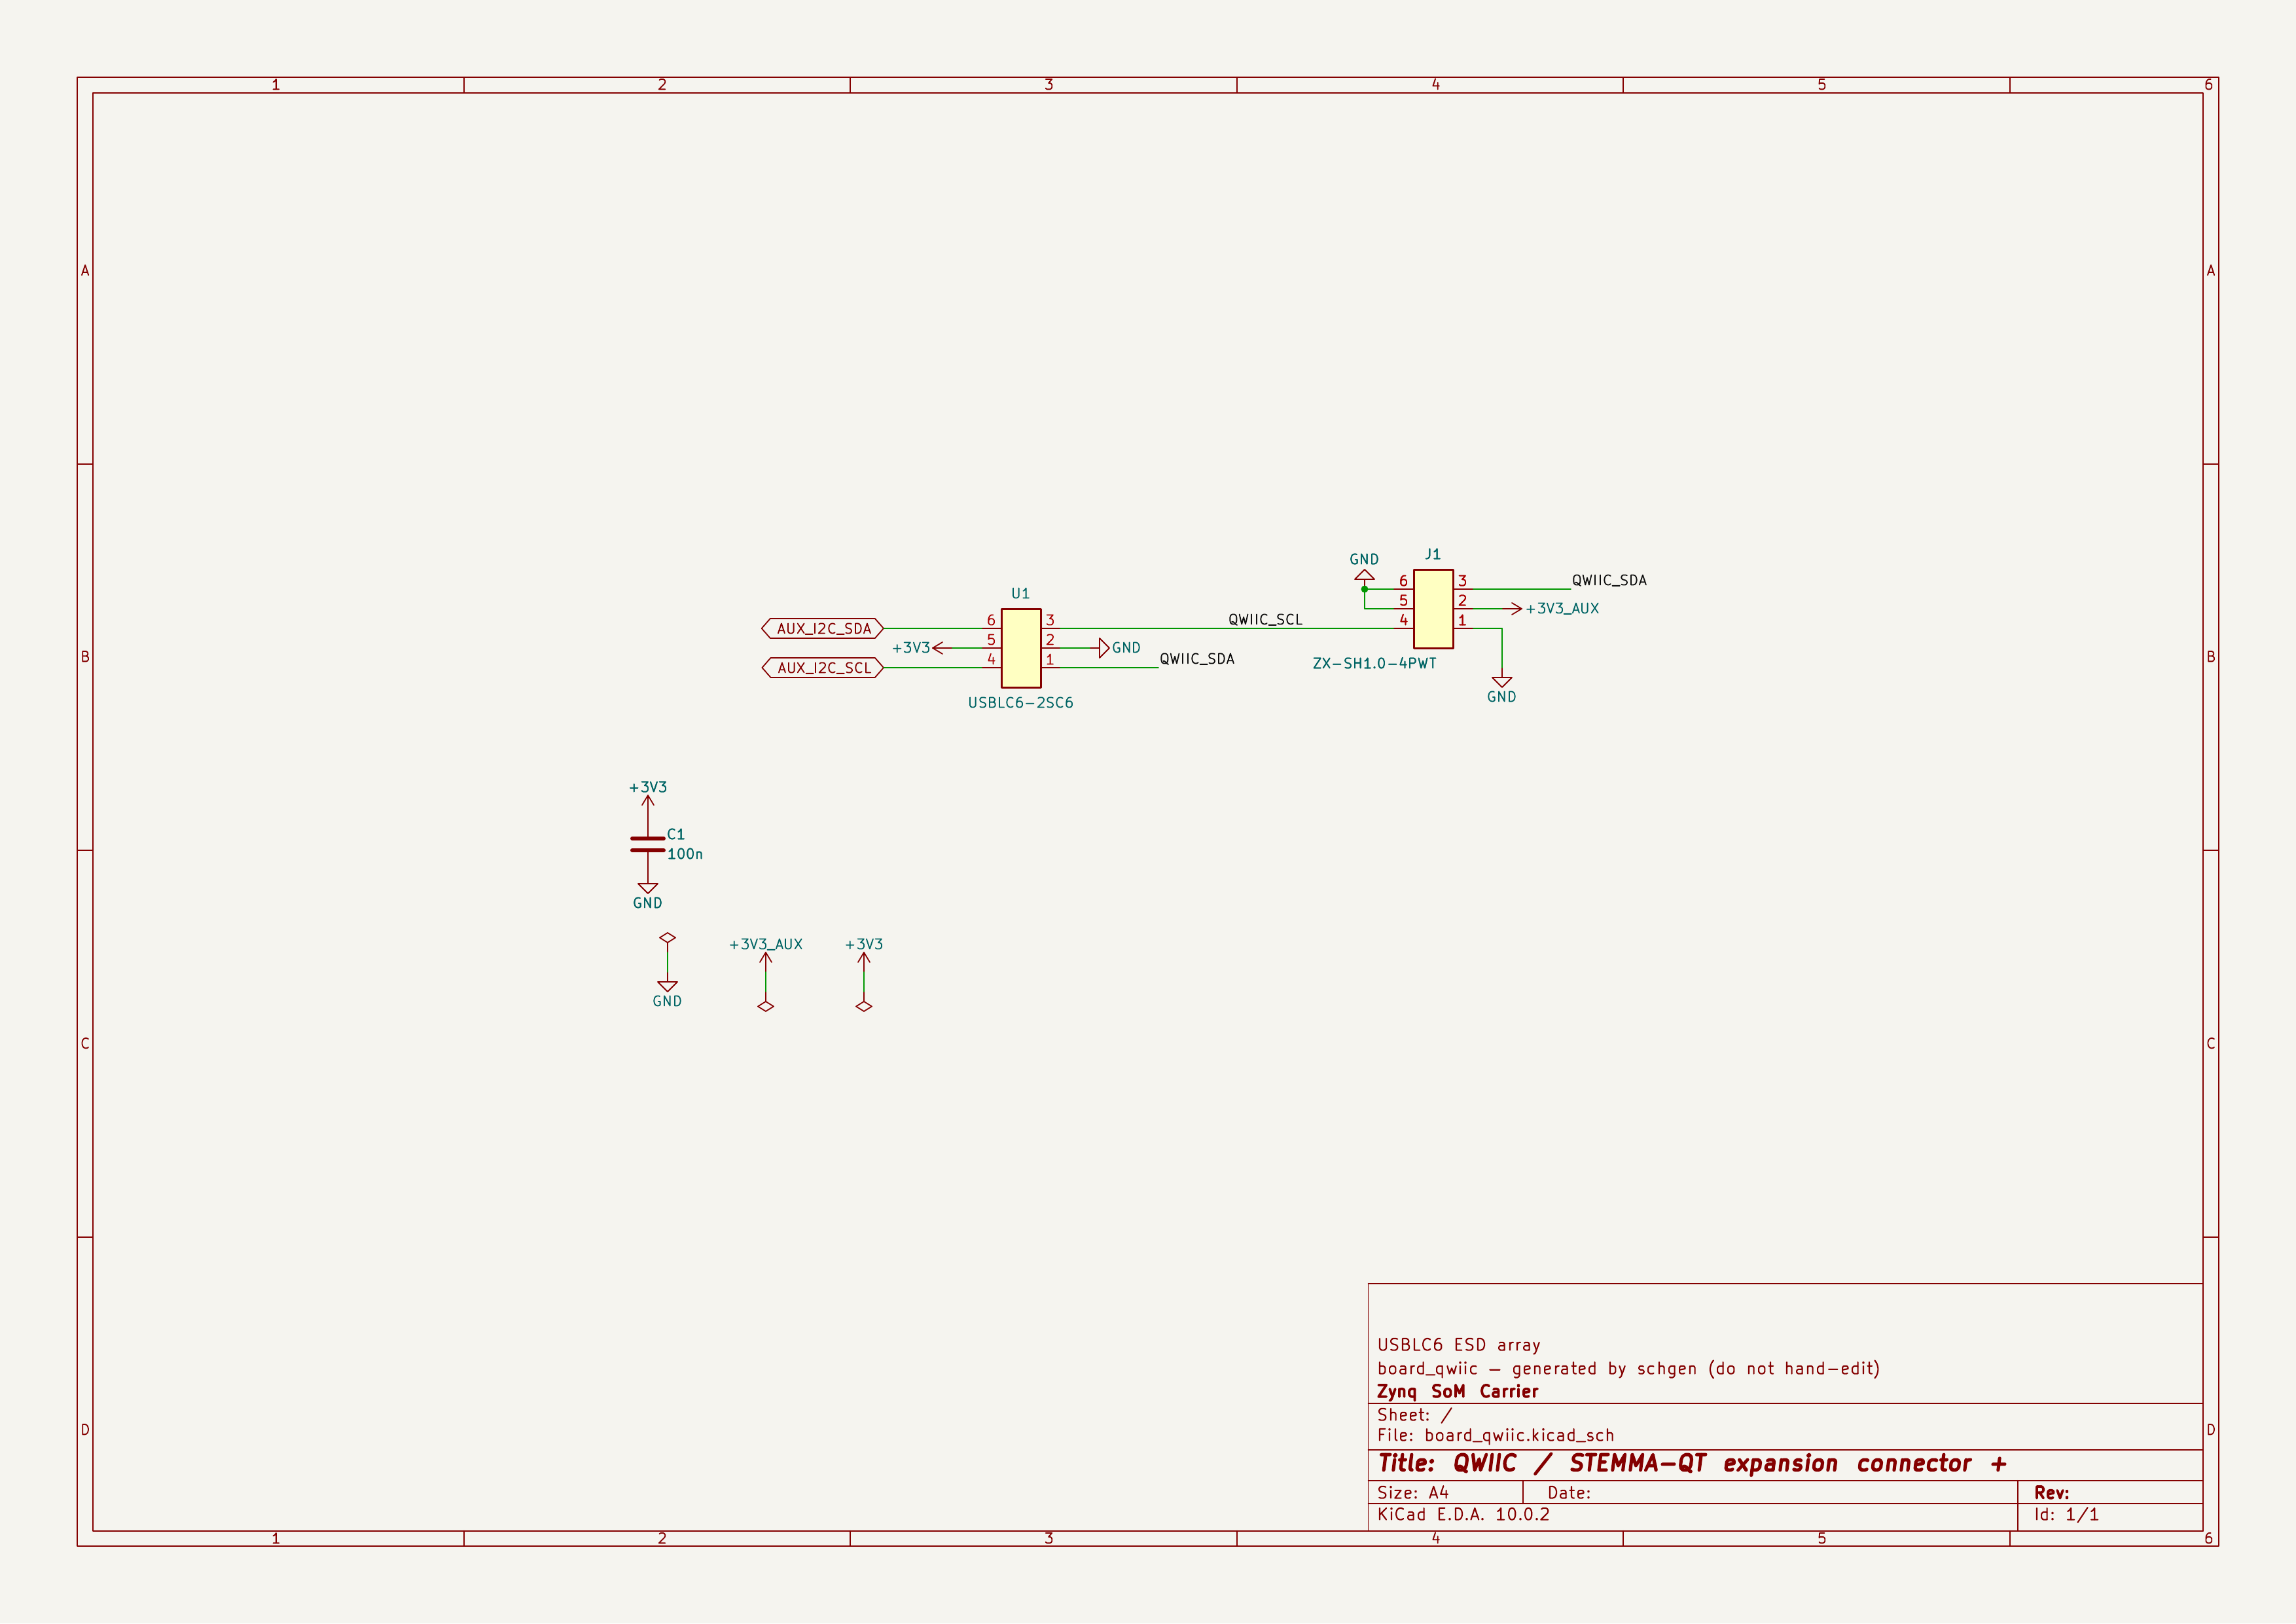 1 2 3 4 5 6
A A
B B
C C
D D
GND
J1
6 3 QWIIC_SDA
5 2 +3V3_AUX
4 1
ZX-SH1.0-4PWT
GND
U1
AUX_I2C_SDA 6 3 QWIIC_SCL
+3V3 5 2 GND
AUX_I2C_SCL 4 1 QWIIC_SDA
USBLC6-2SC6
+3V3
C1
100n
GND
GND
+3V3_AUX
+3V3
USBLC6 ESD array
board_qwiic — generated by schgen (do not hand-edit)
Zynq SoM Carrier
Sheet: /
File: board_qwiic.kicad_sch
Title: QWIIC / STEMMA-QT expansion connector +
Size: A4 Date: Rev:
KiCad E.D.A. 10.0.2 Id: 1/1
1 2 3 4 5 6